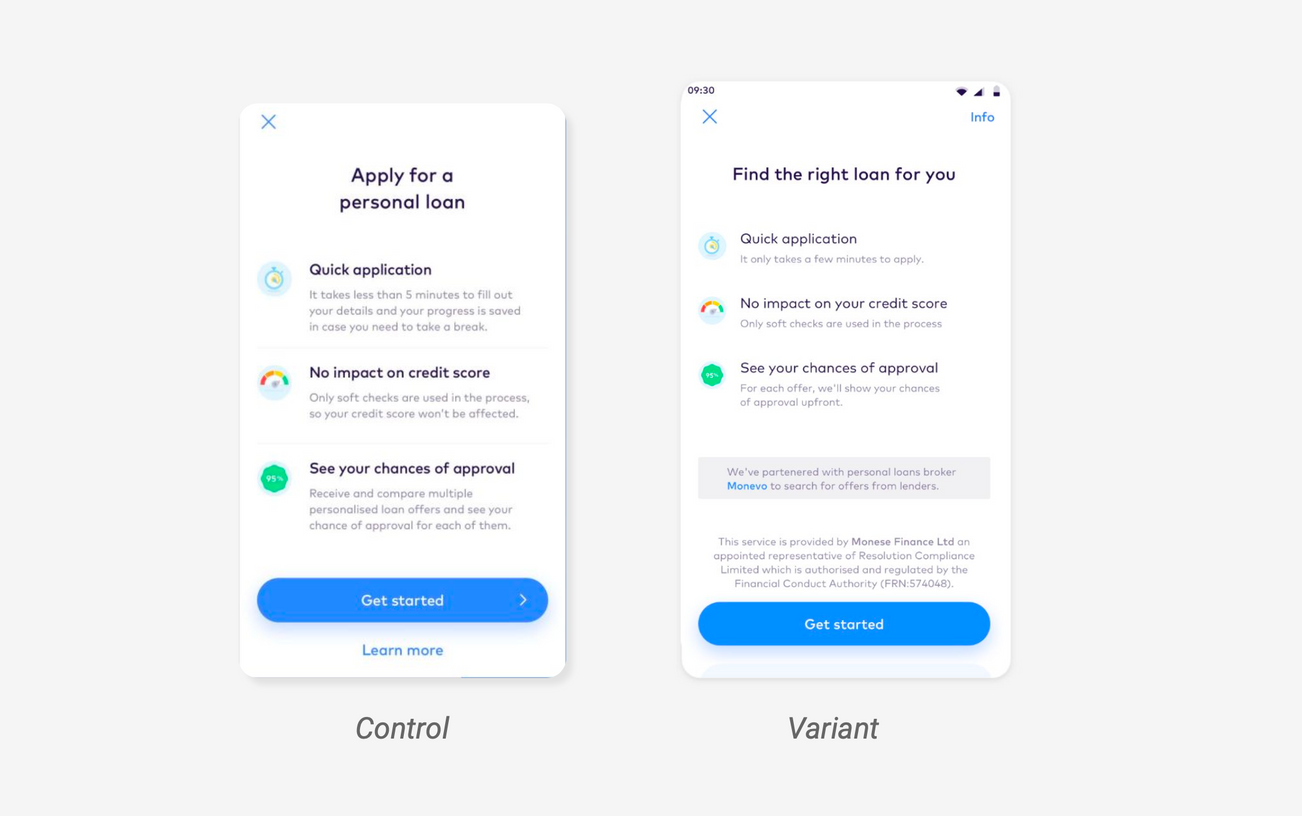 Apply for a
personal loan
Quick application
It takes less than 5 minutes to fill out
your details and your progress is saved
in case you need to take a break.
No impact on credit score
Only soft checks are used in the process,
so your credit score won't be affected.
95%
See your chances of approval
Receive and compare multiple
personalised loan offers and see your
chance of approval for each of them.
Get started
Learn more
Control
09:30
Info
Find the right loan for you
Quick application
It only takes a few minutes to apply.
No impact on your credit score
Only soft checks are used in the process
95%
See your chances of approval
For each offer, we'll show your chances
of approval upfront.
We've partenered with personal loans broker
Monevo to search for offers from lenders.
This service is provided by Monese Finance Ltd an
appointed representative of Resolution Compliance
Limited which is authorised and regulated by the
Financial Conduct Authority (FRN:574048).
Get started
Variant